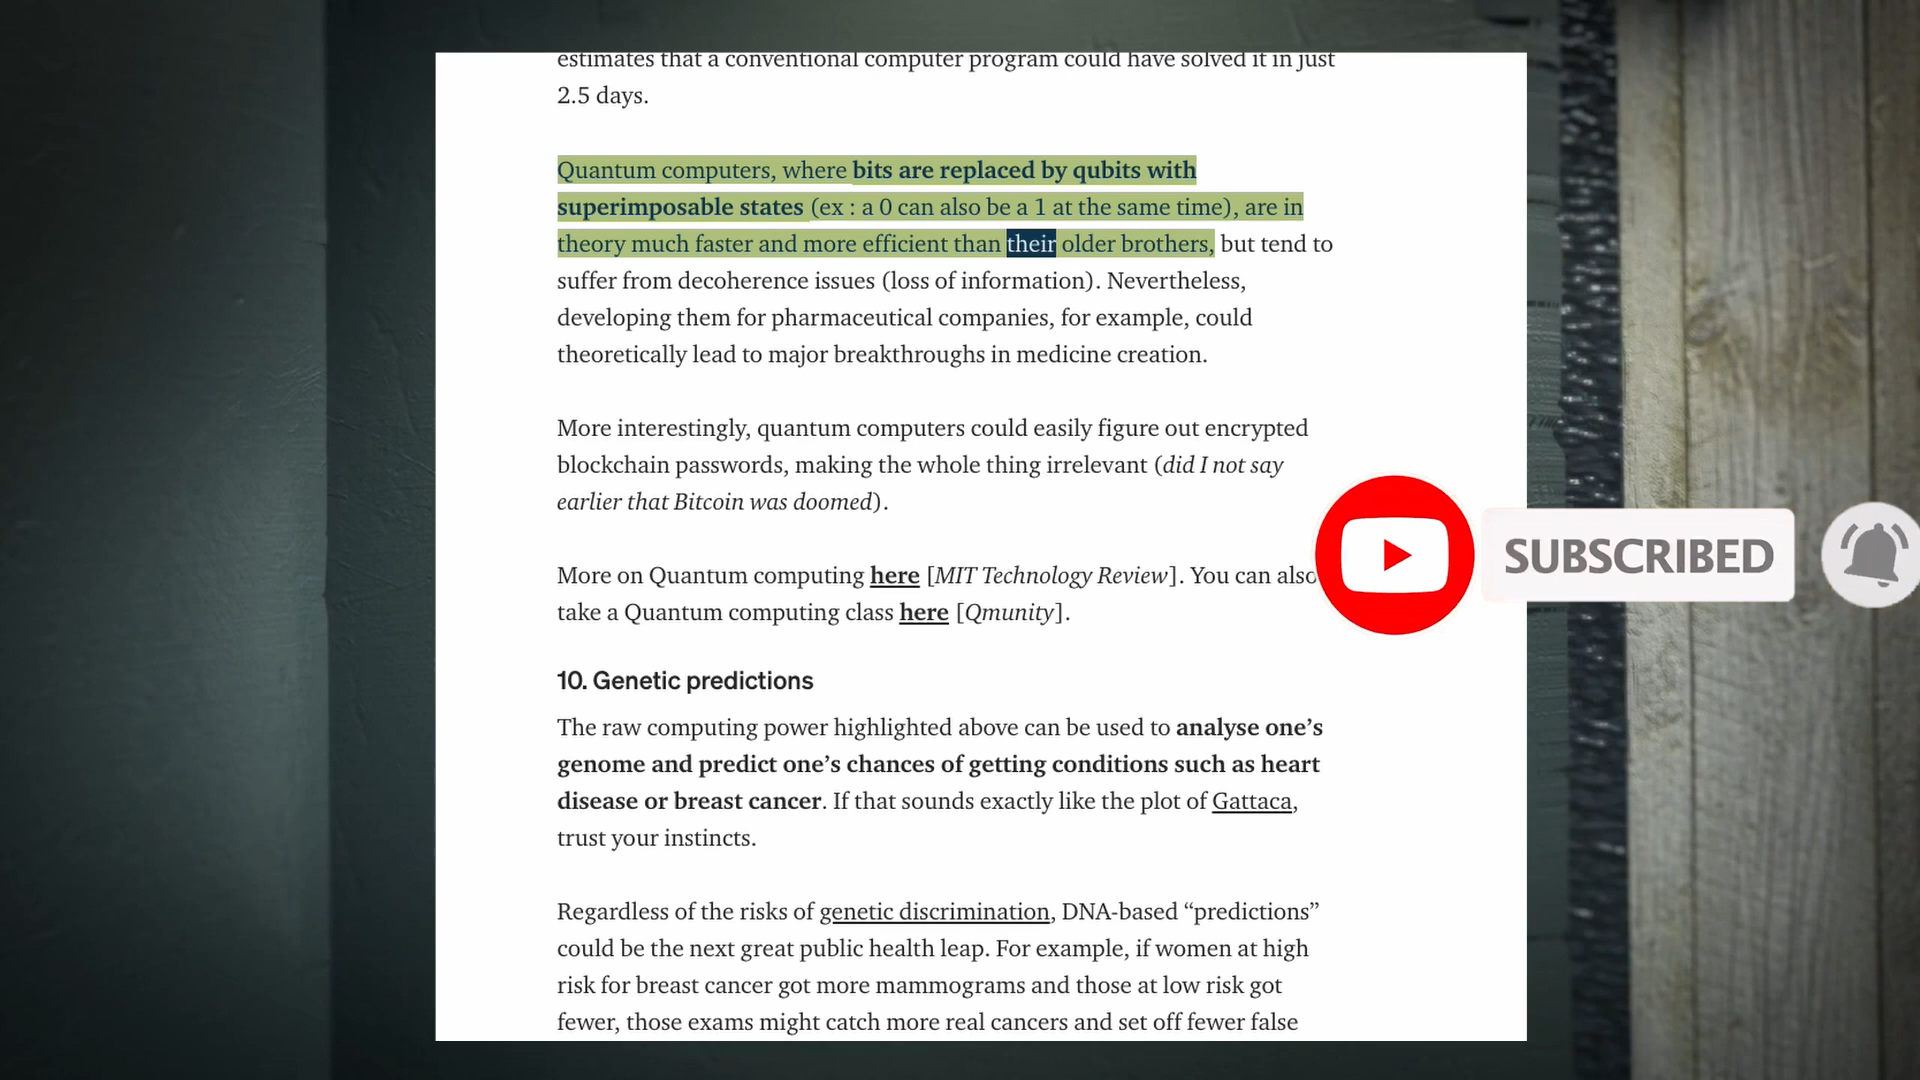 estimates that a conventional computer program could have solved it in just
2.5 days.
Quantum computers, where bits are replaced by qubits with
superimposable states (ex : a 0 can also be a 1 at the same time), are in
theory much faster and more efficient than their older brothers, but tend to
suffer from decoherence issues (loss of information). Nevertheless,
developing them for pharmaceutical companies, for example, could
theoretically lead to major breakthroughs in medicine creation.
More interestingly, quantum computers could easily figure out encrypted
blockchain passwords, making the whole thing irrelevant (did I not say
earlier that Bitcoin was doomed).
More on Quantum computing here [MIT Technology Review]. You can also
take a Quantum computing class here [Qmunity].
SUBSCRIBED
10. Genetic predictions
The raw computing power highlighted above can be used to analyse one’s
genome and predict one’s chances of getting conditions such as heart
disease or breast cancer. If that sounds exactly like the plot of Gattaca,
trust your instincts.
Regardless of the risks of genetic discrimination, DNA-based “predictions”
could be the next great public health leap. For example, if women at high
risk for breast cancer got more mammograms and those at low risk got
fewer, those exams might catch more real cancers and set off fewer false